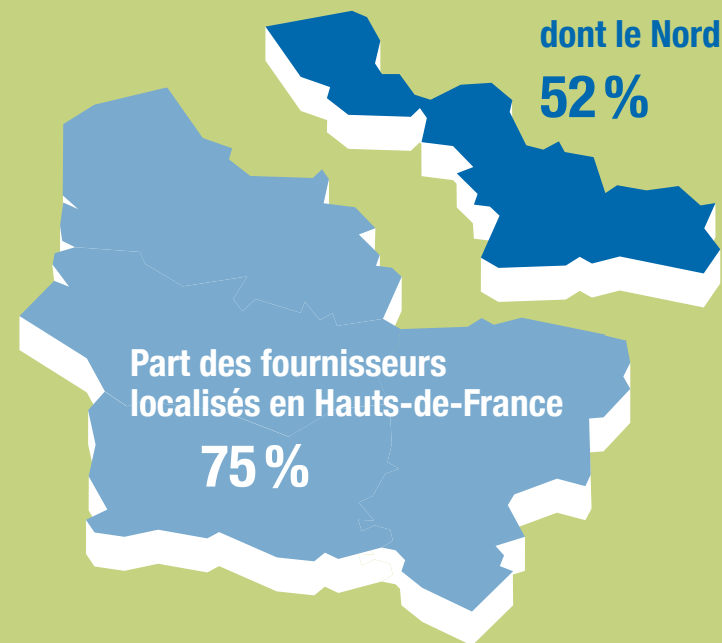 dont le Nord
52 %
Part des fournisseurs
localisés en Hauts-de-France
75 %